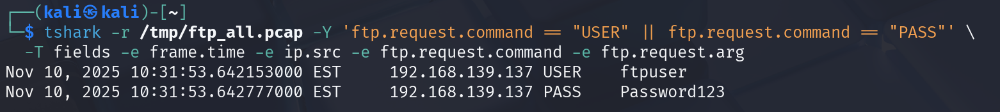 ┌──(kali㉿kali)-[~]
└─$ tshark -r /tmp/ftp_all.pcap -Y 'ftp.request.command == "USER" || ftp.request.command == "PASS"' \
  -T fields -e frame.time -e ip.src -e ftp.request.command -e ftp.request.arg
Nov 10, 2025 10:31:53.642153000 EST     192.168.139.137 USER    ftpuser
Nov 10, 2025 10:31:53.642777000 EST     192.168.139.137 PASS    Password123